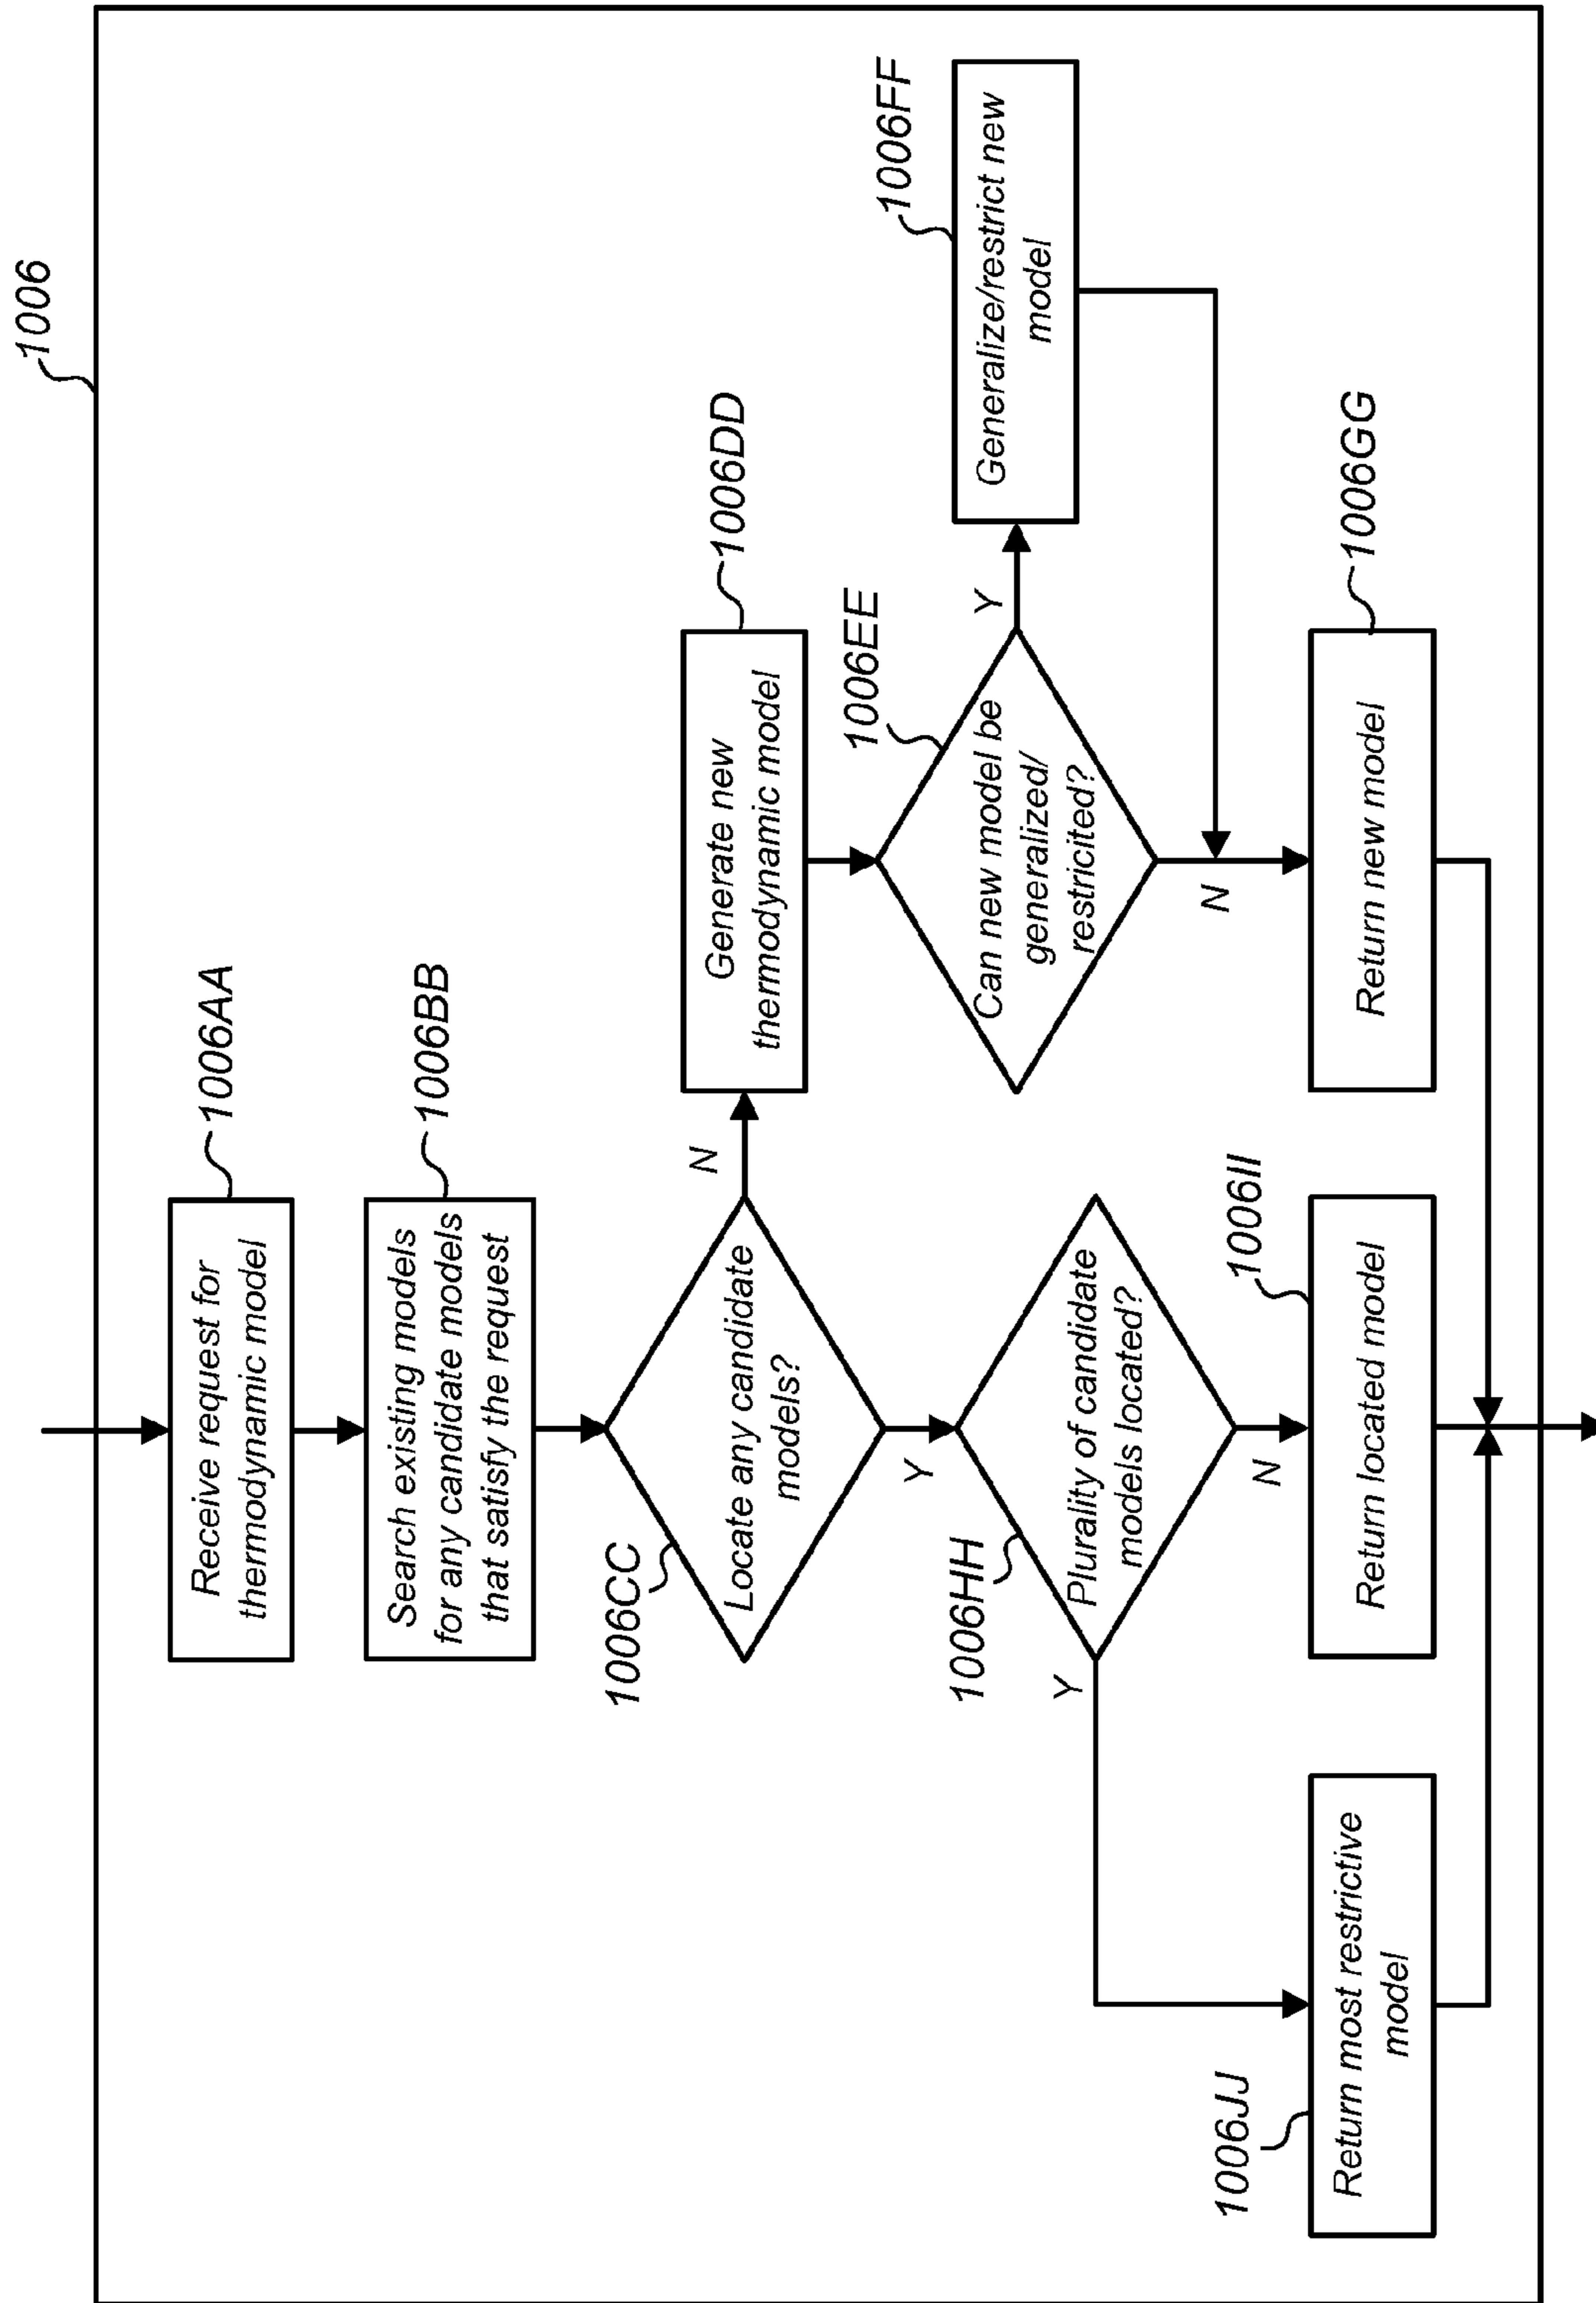 1006
1006AA
Receive request for
thermodynamic model
1006BB
Search existing models
for any candidate models
that satisfy the request
1006CC
Locate any candidate
models?
N
Y
1006DD
Generate new
thermodynamic model
1006EE
Can new model be
generalized/
restricited?
Y
N
1006FF
Generalize/restrict new
model
1006HH
Plurality of candidate
models located?
Y
N
1006JJ
Return most restrictive
model
1006II
Return located model
1006GG
Return new model